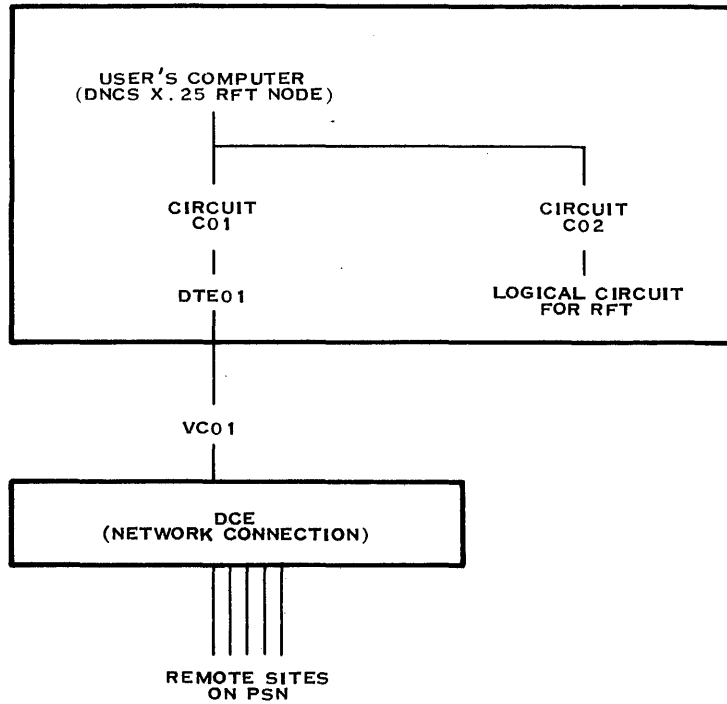 USER'S COMPUTER
(DNCS X.25 RFT NODE)
CIRCUIT
C01
CIRCUIT
C02
DTE01
LOGICAL CIRCUIT
FOR RFT
VC01
DCE
(NETWORK CONNECTION)
REMOTE SITES
ON PSN